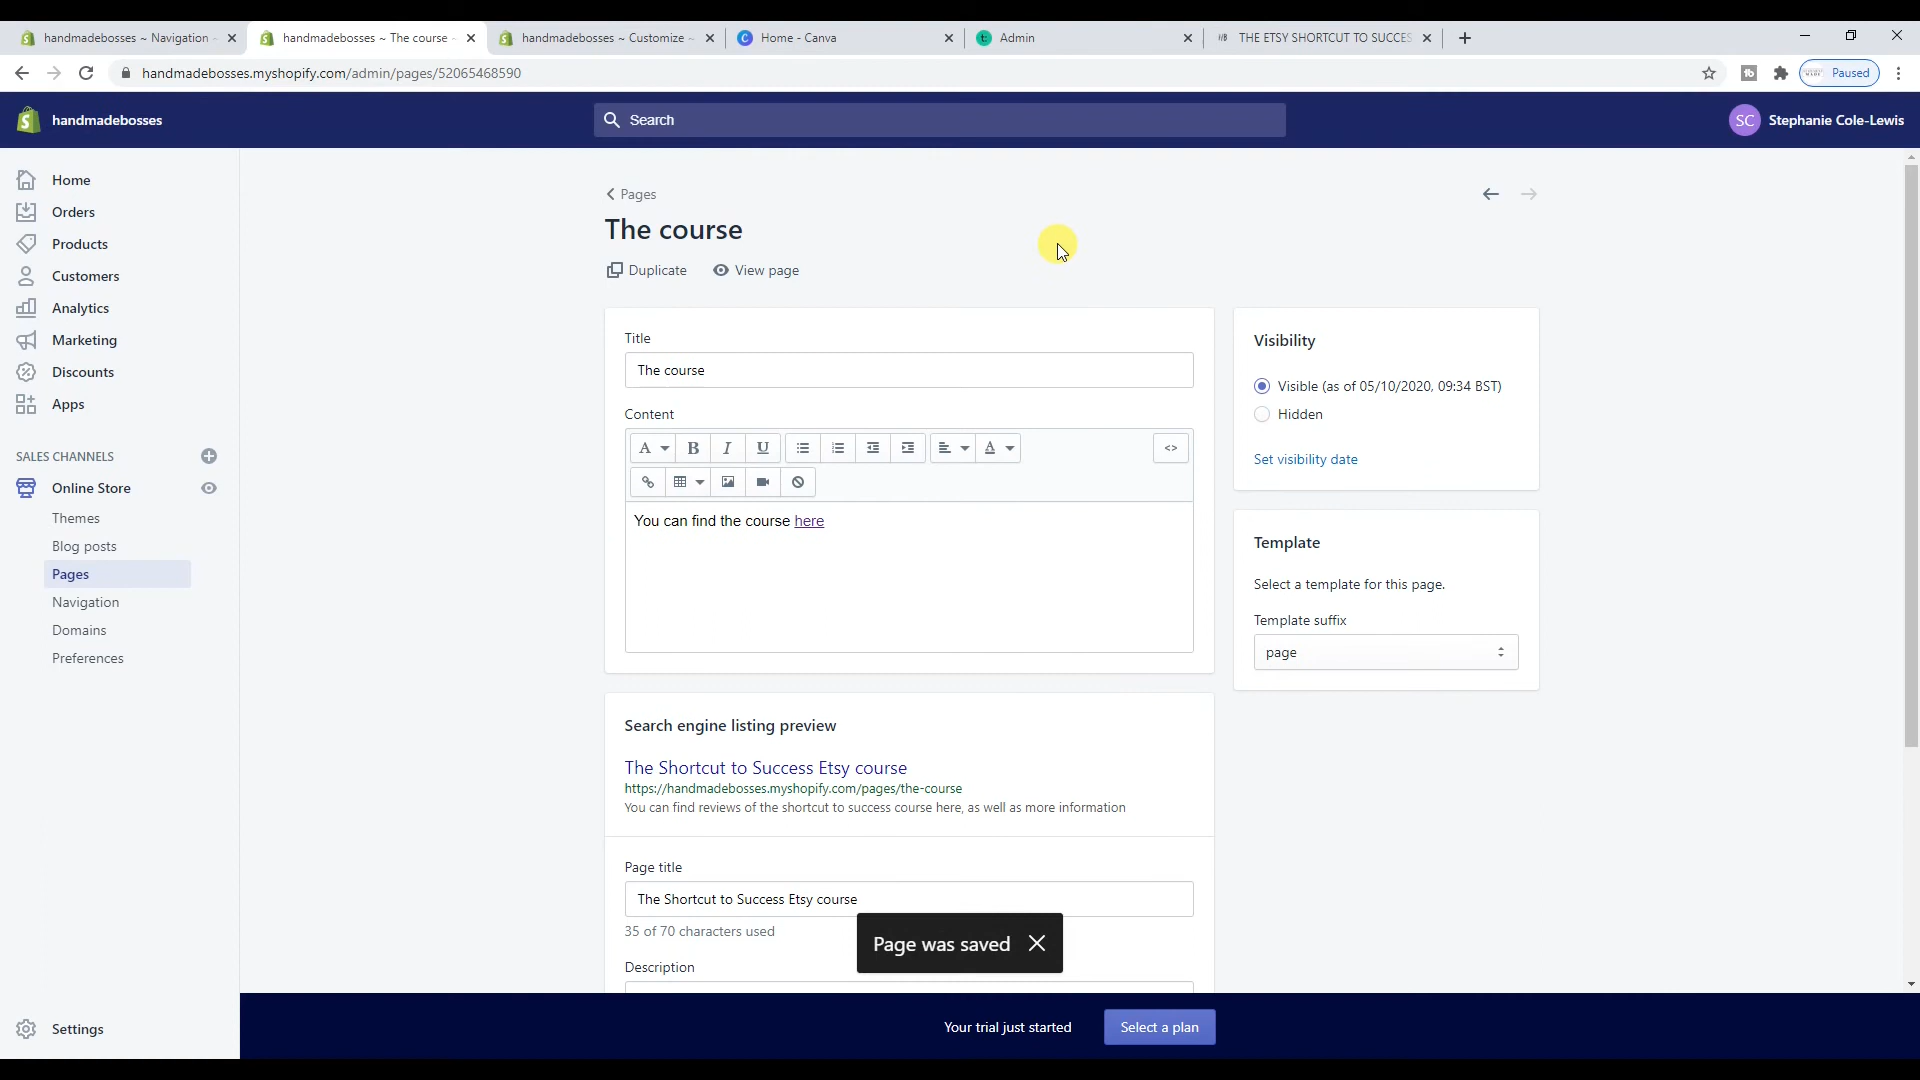 handmadebosses ~ Navigation ~
handmadebosses ~ The course ~
handmadebosses ~ Customize ~
Home - Canva
Admin
THE ETSY SHORTCUT TO SUCCES
handmadebosses.myshopify.com/admin/pages/52065468590
Paused
handmadebosses
Search
SC
Stephanie Cole-Lewis
Home
Orders
Products
Customers
Analytics
Marketing
Discounts
Apps
SALES CHANNELS
Online Store
Themes
Blog posts
Pages
Navigation
Domains
Preferences
Settings
Pages
The course
Duplicate
View page
Title
The course
Content
You can find the course here
Search engine listing preview
The Shortcut to Success Etsy course
https://handmadebosses.myshopify.com/pages/the-course
You can find reviews of the shortcut to success course here, as well as more information
Page title
The Shortcut to Success Etsy course
35 of 70 characters used
Description
Visibility
Visible (as of 05/10/2020, 09:34 BST)
Hidden
Set visibility date
Template
Select a template for this page.
Template suffix
page
Page was saved
Your trial just started
Select a plan